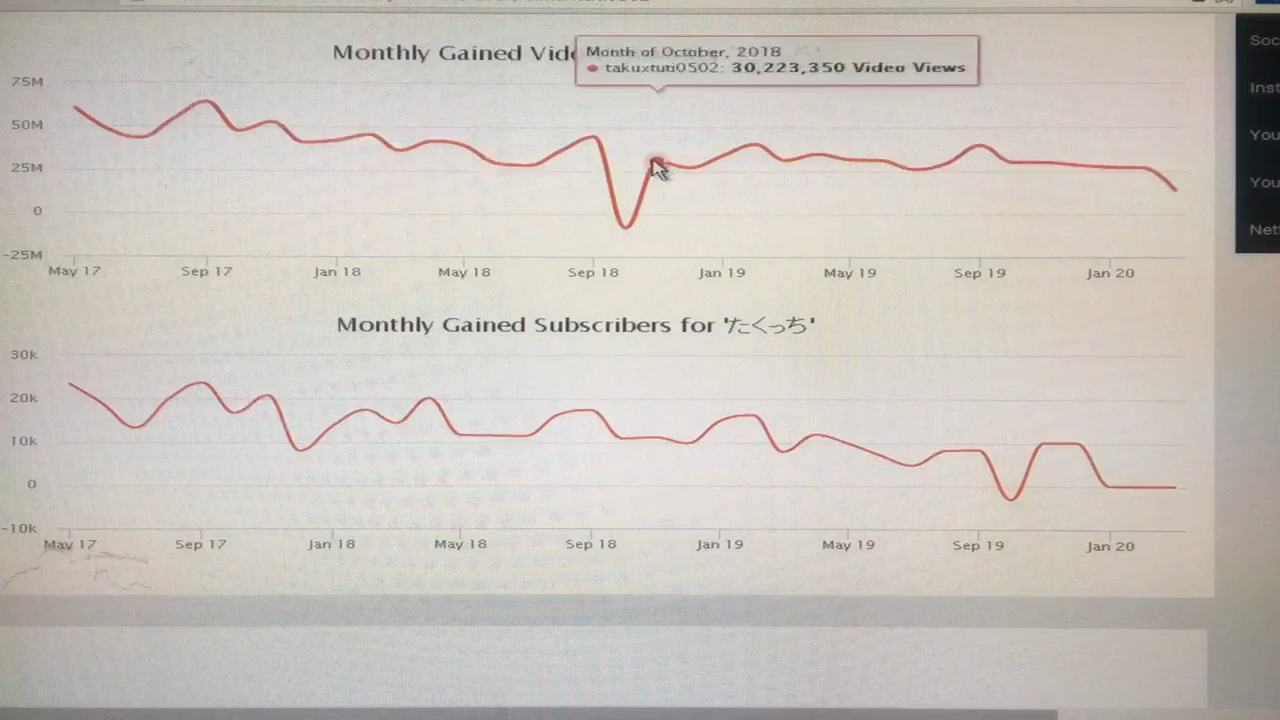 Monthly Gained Vid
Month of October, 2018
takuxtuti0502: 30,223,350 Video Views
75M
50M
25M
0
-25M
May 17 Sep 17 Jan 18 May 18 Sep 18 Jan 19 May 19 Sep 19 Jan 20
Monthly Gained Subscribers for 'たくっち'
30k
20k
10k
0
-10k
May 17 Sep 17 Jan 18 May 18 Sep 18 Jan 19 May 19 Sep 19 Jan 20
Soc
Inst
You
You
Net